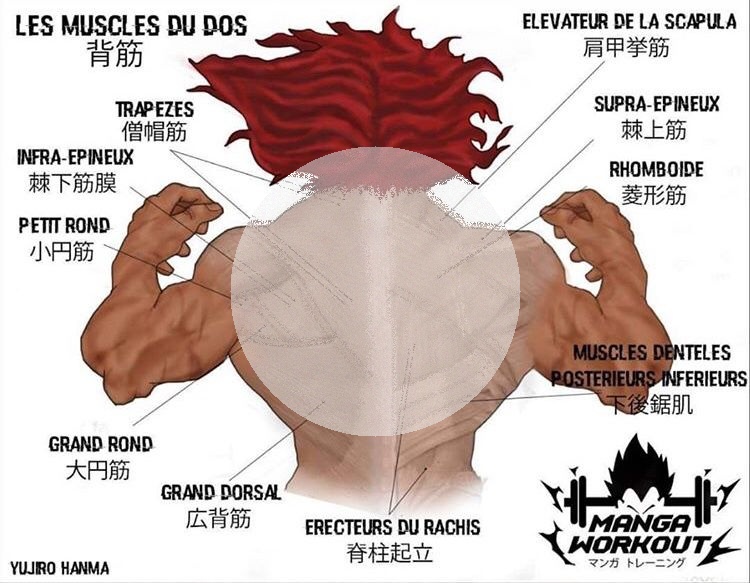 LES MUSCLES DU DOS
背筋
ELEVATEUR DE LA SCAPULA
肩甲挙筋
TRAPEZES
僧帽筋
SUPRA-EPINEUX
棘上筋
INFRA-EPINEUX
棘下筋膜
RHOMBOIDE
菱形筋
PETIT ROND
小円筋
MUSCLES DENTELES
POSTERIEURS INFERIEURS
下後鋸肌
GRAND ROND
大円筋
GRAND DORSAL
広背筋
ERECTEURS DU RACHIS
脊柱起立
MANGA
WORKOUT
マンガ トレーニング
YUJIRO HANMA